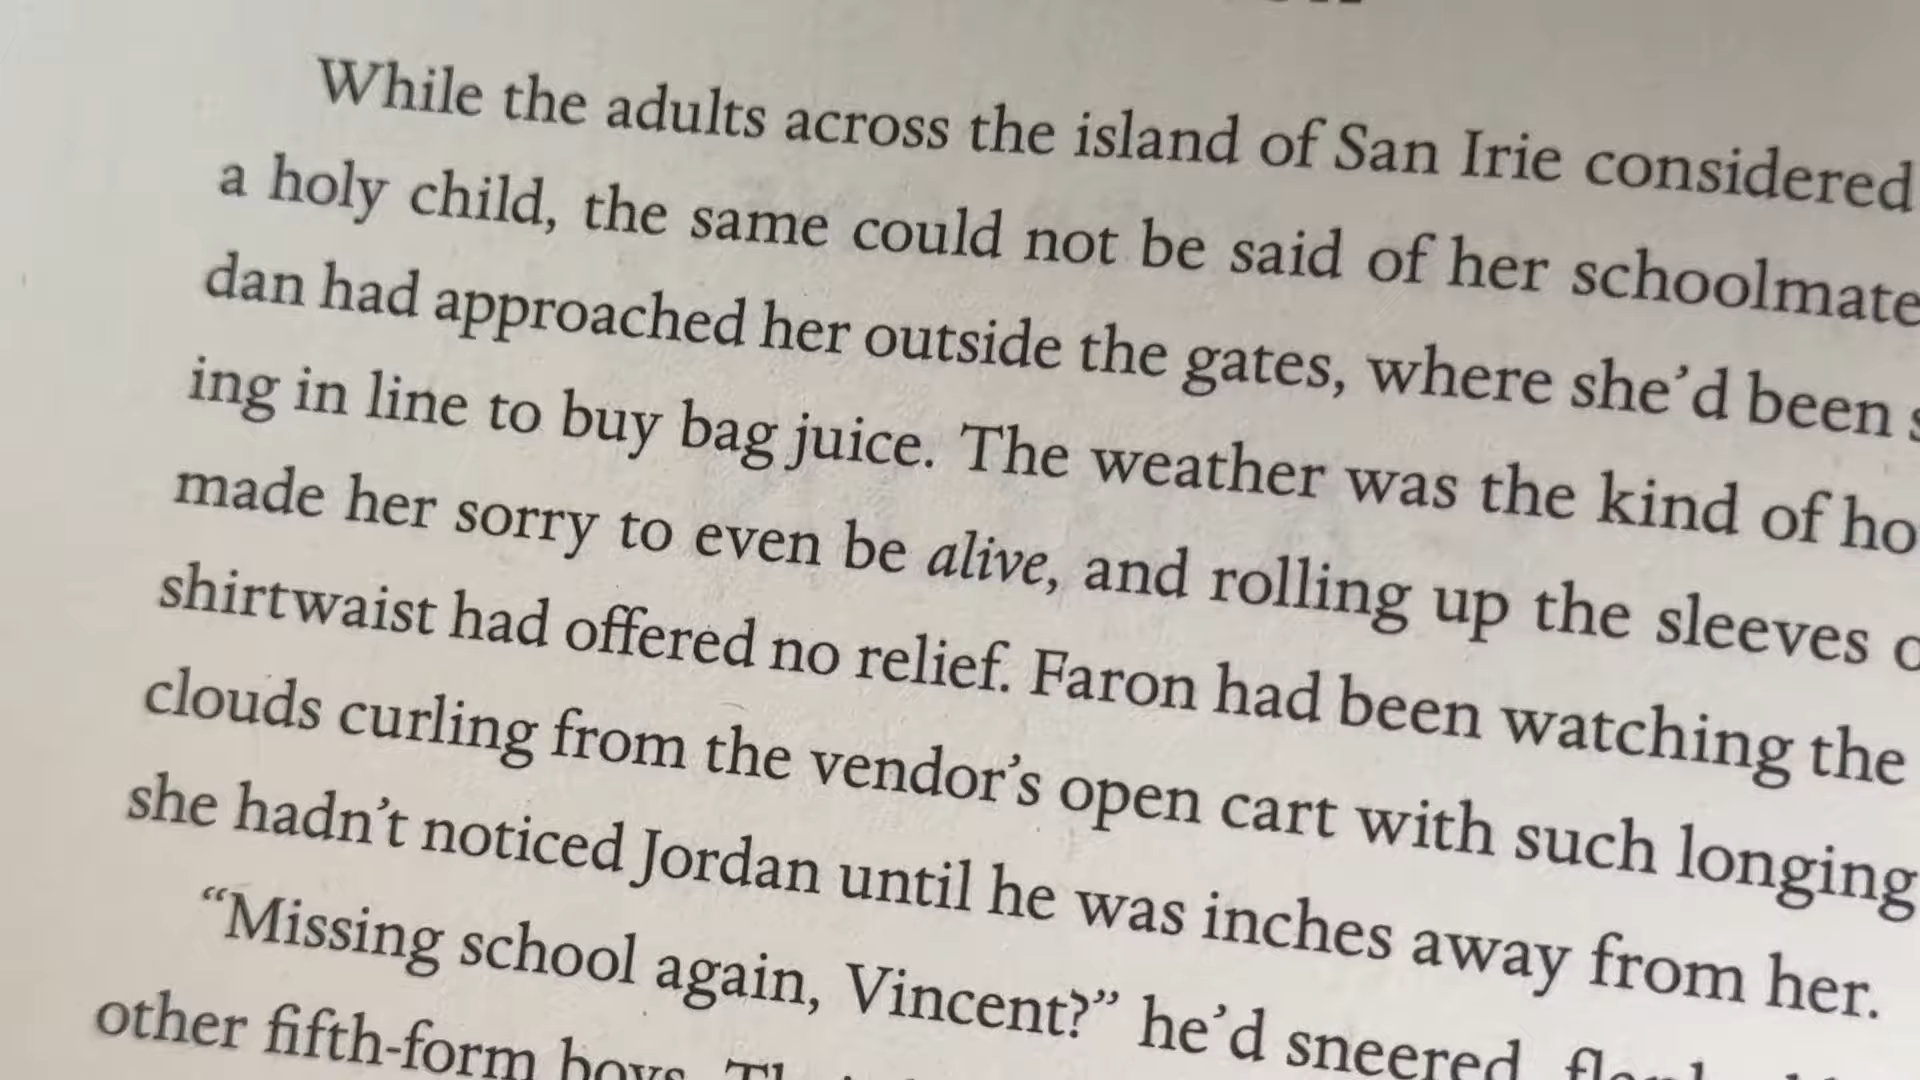 While the adults across the island of San Irie considered
a holy child, the same could not be said of her schoolmate
dan had approached her outside the gates, where she’d been s
ing in line to buy bag juice. The weather was the kind of ho
made her sorry to even be alive, and rolling up the sleeves o
shirtwaist had offered no relief. Faron had been watching the
clouds curling from the vendor’s open cart with such longing
she hadn’t noticed Jordan until he was inches away from her.
“Missing school again, Vincent?” he’d sneered,
other fifth-form boys.